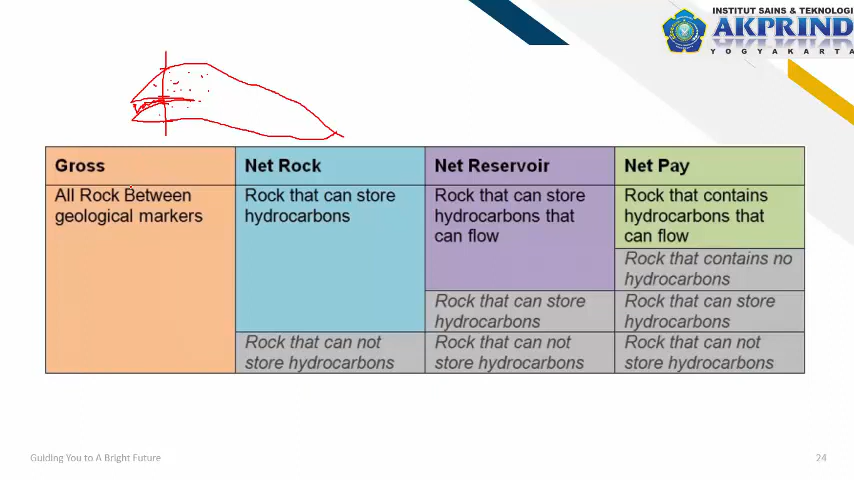 INSTITUT SAINS & TEKNOLOGI
AKPRIND
YOGYAKARTA
Gross
Net Rock
Net Reservoir
Net Pay
All Rock Between
geological markers
Rock that can store
hydrocarbons
Rock that can not
store hydrocarbons
Rock that can store
hydrocarbons that
can flow
Rock that can store
hydrocarbons
Rock that can not
store hydrocarbons
Rock that contains
hydrocarbons that
can flow
Rock that contains no
hydrocarbons
Rock that can store
hydrocarbons
Rock that can not
store hydrocarbons
Guiding You to A Bright Future
24